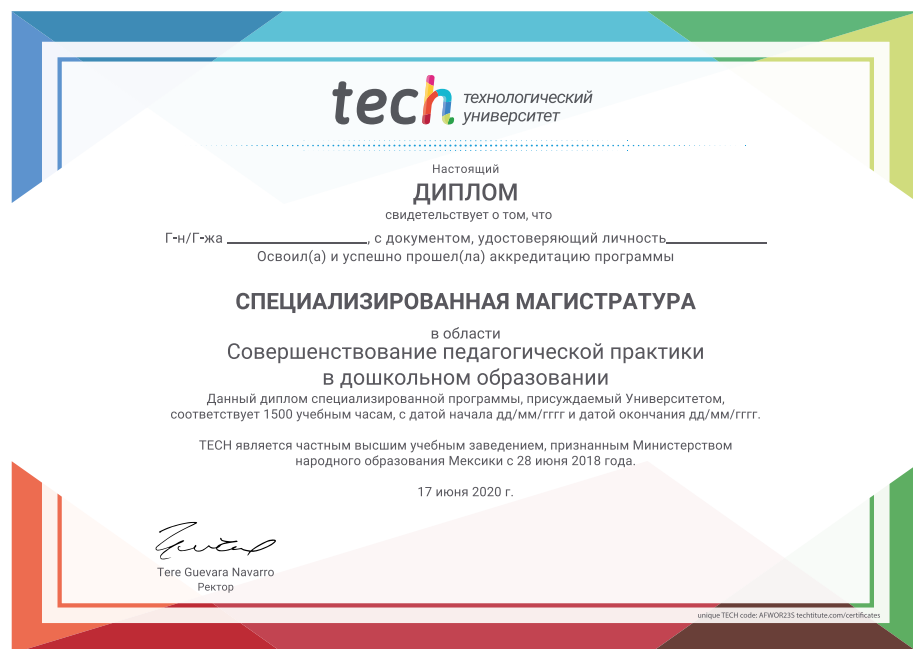 tech технологический
университет
Настоящий
ДИПЛОМ
свидетельствует о том, что
Г-н/Г-жа ____________, с документом, удостоверяющий личность____________
Освоил(а) и успешно прошел(ла) аккредитацию программы
СПЕЦИАЛИЗИРОВАННАЯ МАГИСТРАТУРА
в области
Совершенствование педагогической практики
в дошкольном образовании
Данный диплом специализированной программы, присуждаемый Университетом,
соответствует 1500 учебным часам, с датой начала дд/мм/гггг и датой окончания дд/мм/гггг.
TECH является частным высшим учебным заведением, признанным Министерством
народного образования Мексики с 28 июня 2018 года.
17 июня 2020 г.
Tere Guevara Navarro
Ректор
unique TECH code: AFWOR23S techtitute.com/certificates